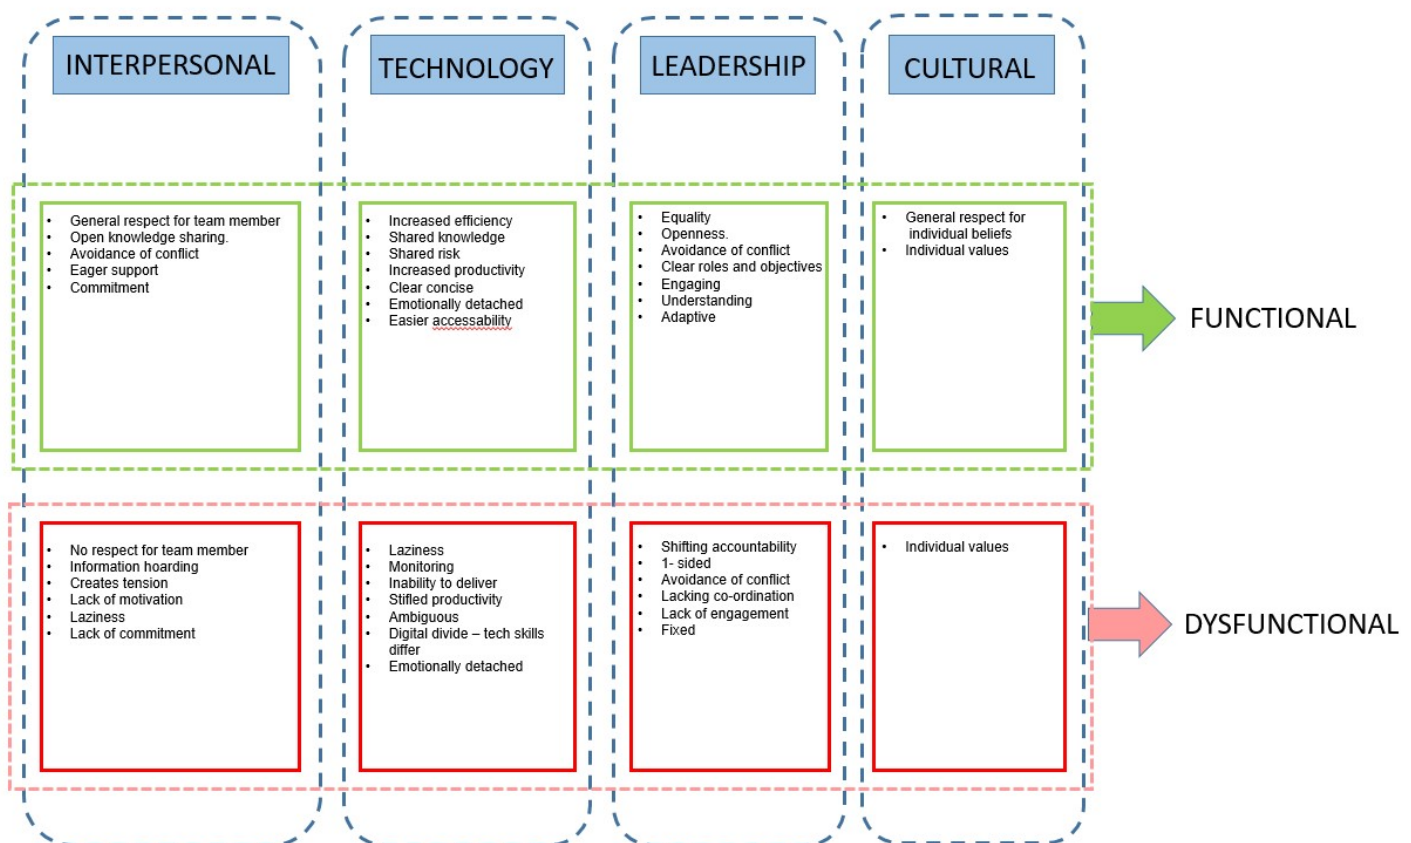 INTERPERSONAL
TECHNOLOGY
LEADERSHIP
CULTURAL
• General respect for team member
• Open knowledge sharing.
• Avoidance of conflict
• Eager support
• Commitment
• Increased efficiency
• Shared knowledge
• Shared risk
• Increased productivity
• Clear concise
• Emotionally detached
• Easier accessability
• Equality
• Openness.
• Avoidance of conflict
• Clear roles and objectives
• Engaging
• Understanding
• Adaptive
• General respect for
individual beliefs
• Individual values
FUNCTIONAL
• No respect for team member
• Information hoarding
• Creates tension
• Lack of motivation
• Laziness
• Lack of commitment
• Laziness
• Monitoring
• Inability to deliver
• Stifled productivity
• Ambiguous
• Digital divide – tech skills
differ
• Emotionally detached
• Shifting accountability
• 1- sided
• Avoidance of conflict
• Lacking co-ordination
• Lack of engagement
• Fixed
• Individual values
DYSFUNCTIONAL